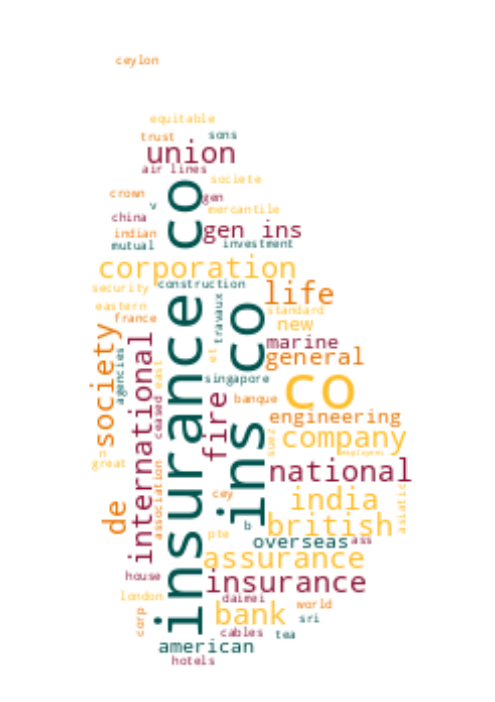 ceylon
equitable
trust
sons
union
air lines
societe
crown
gen
v
mercantile
china
insurance co
indian
gen ins
mutual
investment
corporation
construction
security
life
eastern
travaux
standard
france
new
ins co
marine
society
agencies
international
ceased
east
et
general
singapore
co
banque
fire
engineering
suez
company
employees
n
great
association
national
cey
india
asiatic
de
b
british
pte
overseas
ass
assurance
house
insurance
london
daimei
world
corp
bank
sri
cables
tea
american
hotels